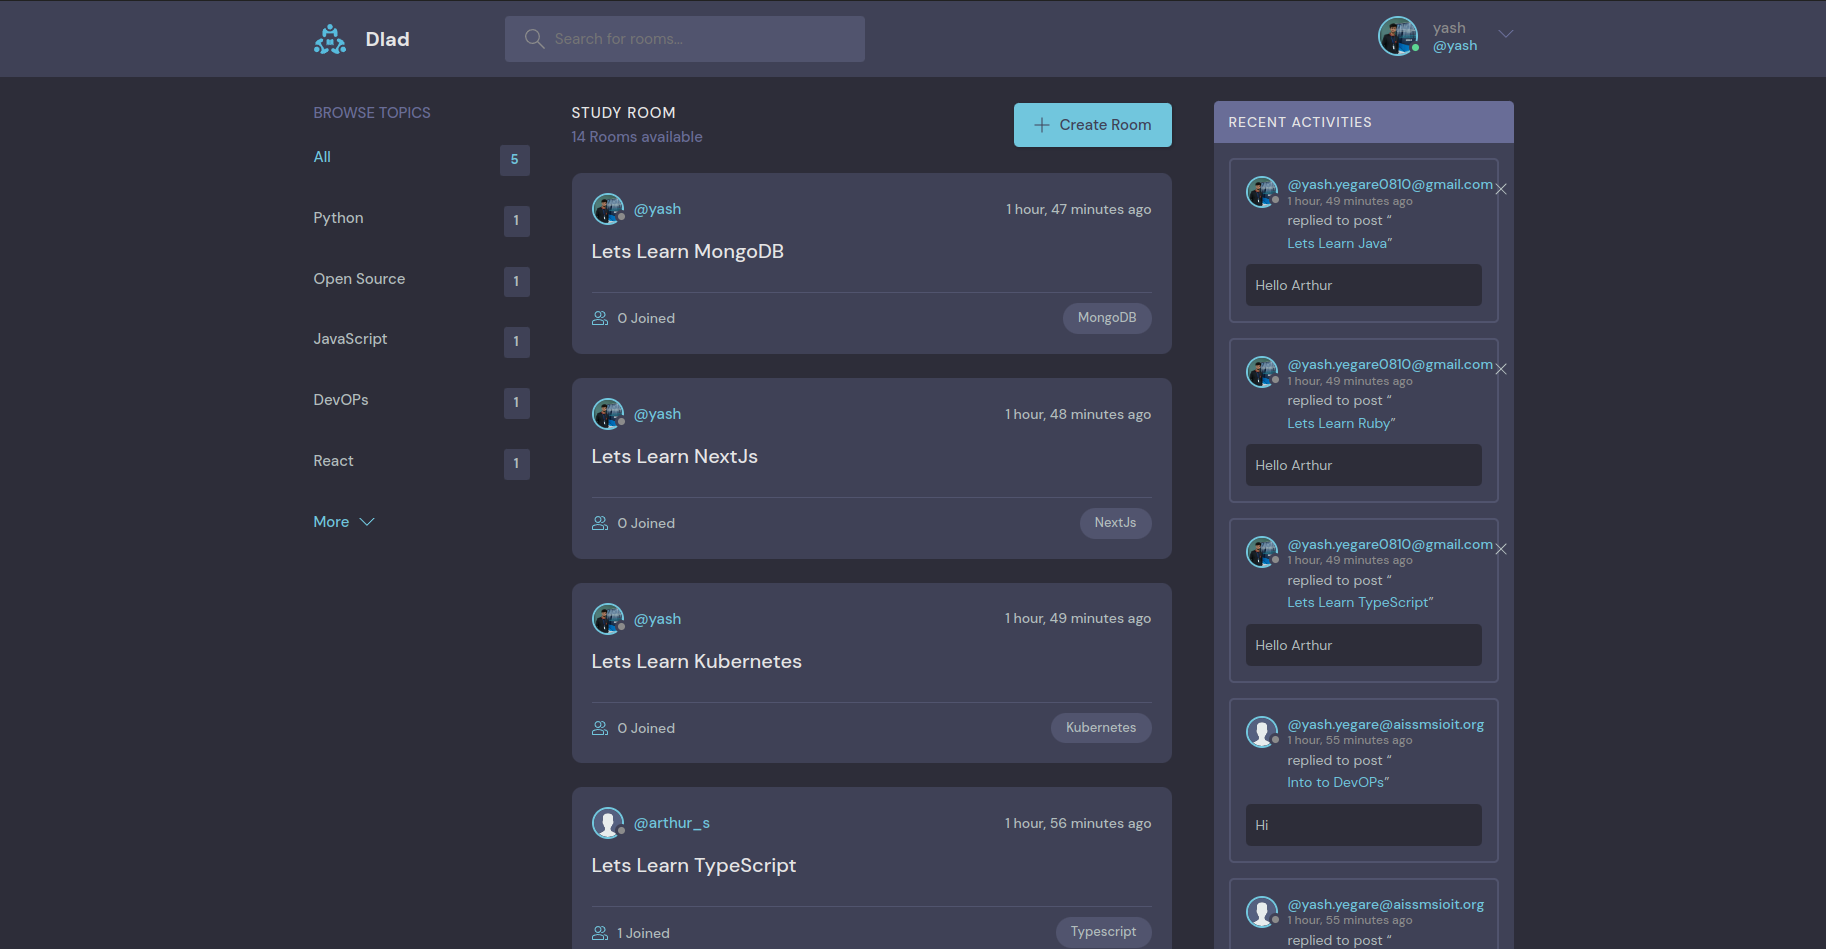 Dlad
Search for rooms...
yash
@yash
BROWSE TOPICS
All 5
Python 1
Open Source 1
JavaScript 1
DevOPs 1
React 1
More
STUDY ROOM
14 Rooms available
Create Room
@yash 1 hour, 47 minutes ago
Lets Learn MongoDB
0 Joined MongoDB
@yash 1 hour, 48 minutes ago
Lets Learn NextJs
0 Joined NextJs
@yash 1 hour, 49 minutes ago
Lets Learn Kubernetes
0 Joined Kubernetes
@arthur_s 1 hour, 56 minutes ago
Lets Learn TypeScript
1 Joined Typescript
RECENT ACTIVITIES
@yash.yegare0810@gmail.com
1 hour, 49 minutes ago
replied to post “
Lets Learn Java”
Hello Arthur
@yash.yegare0810@gmail.com
1 hour, 49 minutes ago
replied to post “
Lets Learn Ruby”
Hello Arthur
@yash.yegare0810@gmail.com
1 hour, 49 minutes ago
replied to post “
Lets Learn TypeScript”
Hello Arthur
@yash.yegare@aissmsioit.org
1 hour, 55 minutes ago
replied to post “
Into to DevOPs”
Hi
@yash.yegare@aissmsioit.org
1 hour, 55 minutes ago
replied to post “